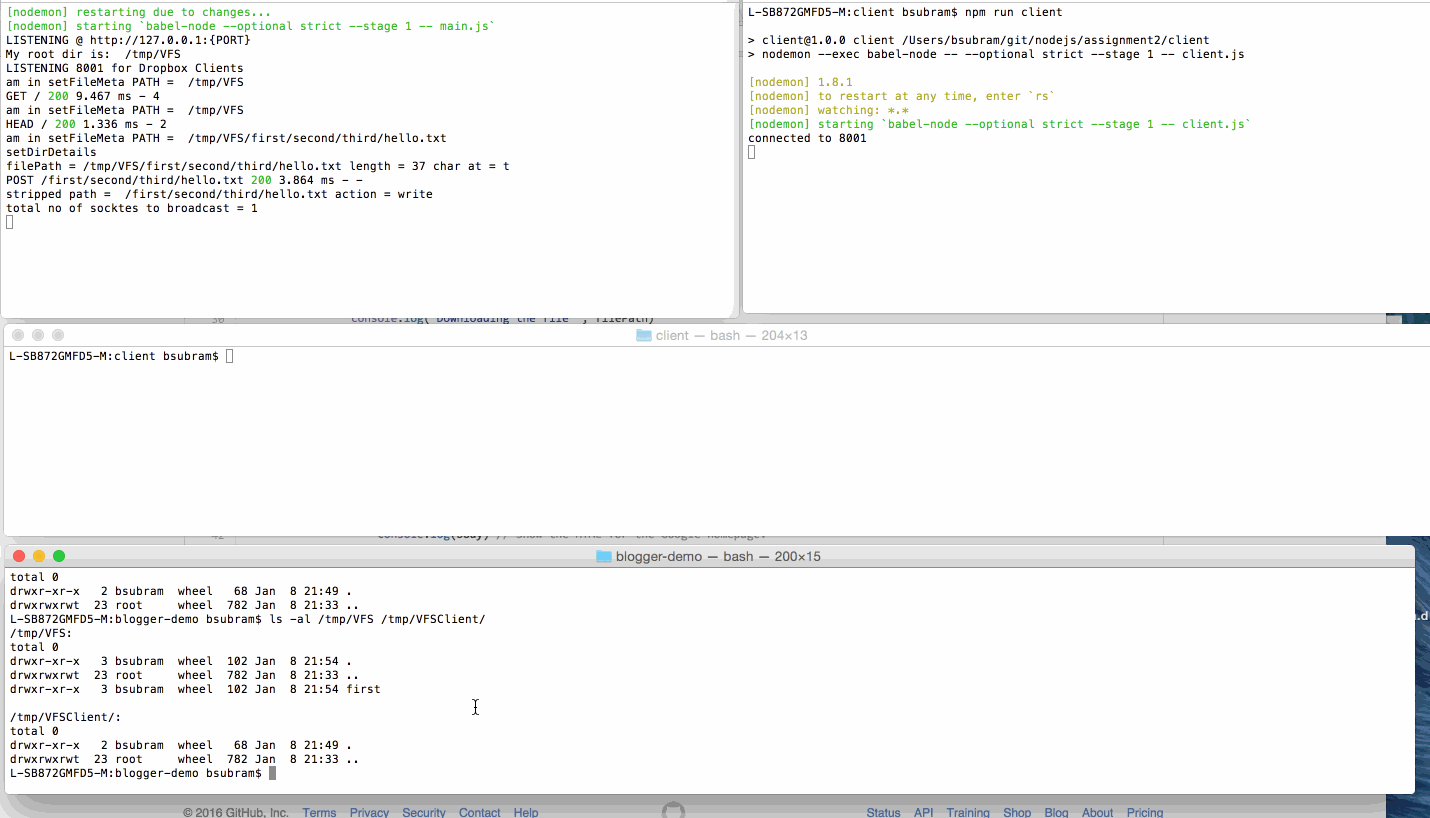 [nodemon] restarting due to changes...
[nodemon] starting `babel-node --optional strict --stage 1 -- main.js`
LISTENING @ http://127.0.0.1:{PORT}
My root dir is:  /tmp/VFS
LISTENING 8001 for Dropbox Clients
am in setFileMeta PATH =  /tmp/VFS
GET / 200 9.467 ms - 4
am in setFileMeta PATH =  /tmp/VFS
HEAD / 200 1.336 ms - 2
am in setFileMeta PATH =  /tmp/VFS/first/second/third/hello.txt
setDirDetails
filePath = /tmp/VFS/first/second/third/hello.txt length = 37 char at = t
POST /first/second/third/hello.txt 200 3.864 ms - -
stripped path =  /first/second/third/hello.txt action = write
total no of socktes to broadcast = 1
L-SB872GMFD5-M:client bsubram$ npm run client
> client@1.0.0 client /Users/bsubram/git/nodejs/assignment2/client
> nodemon --exec babel-node -- --optional strict --stage 1 -- client.js
[nodemon] 1.8.1
[nodemon] to restart at any time, enter `rs`
[nodemon] watching: *.*
[nodemon] starting `babel-node --optional strict --stage 1 -- client.js`
connected to 8001
client — bash — 204×13
L-SB872GMFD5-M:client bsubram$
blogger-demo — bash — 200×15
total 0
drwxr-xr-x   2 bsubram  wheel   68 Jan  8 21:49 .
drwxrwxrwt  23 root     wheel  782 Jan  8 21:33 ..
L-SB872GMFD5-M:blogger-demo bsubram$ ls -al /tmp/VFS /tmp/VFSClient/
/tmp/VFS:
total 0
drwxr-xr-x   3 bsubram  wheel  102 Jan  8 21:54 .
drwxrwxrwt  23 root     wheel  782 Jan  8 21:33 ..
drwxr-xr-x   3 bsubram  wheel  102 Jan  8 21:54 first
/tmp/VFSClient/:
total 0
drwxr-xr-x   2 bsubram  wheel   68 Jan  8 21:49 .
drwxrwxrwt  23 root     wheel  782 Jan  8 21:33 ..
L-SB872GMFD5-M:blogger-demo bsubram$
© 2016 GitHub, Inc. Terms Privacy Security Contact Help Status API Training Shop Blog About Pricing